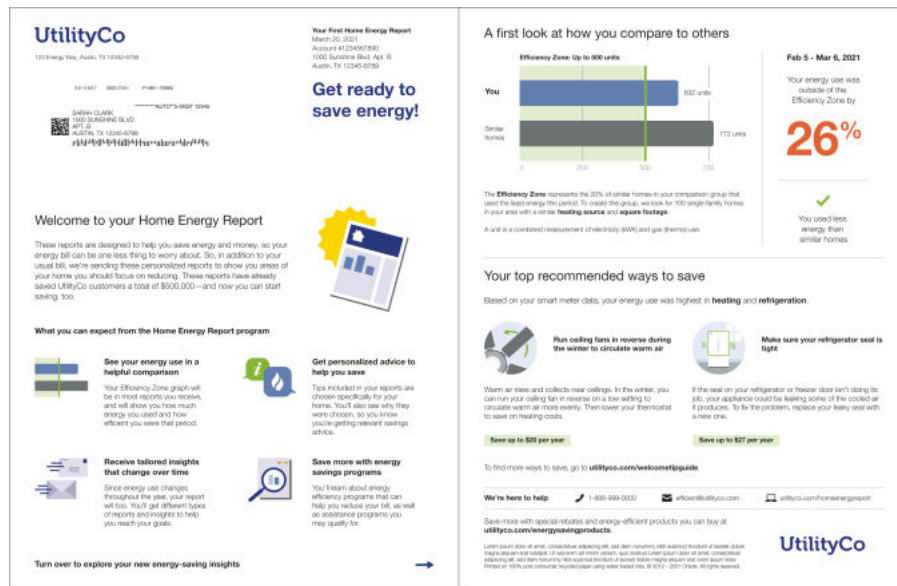 UtilityCo
123 Energy Way, Austin, TX 12345-6789
Your First Home Energy Report
March 20, 2021
Account #1234567890
1000 Sunshine Blvd, Apt. B
Austin, TX 12345-6789
Get ready to
save energy!
SARAH CLARK
1000 SUNSHINE BLVD
APT. B
AUSTIN, TX 12345-6789
Welcome to your Home Energy Report
These reports are designed to help you save energy and money, so your
energy bill can be one less thing to worry about. So, in addition to your
usual bill, we're sending these personalized reports to show you areas of
your home you should focus on reducing. These reports have already
saved UtilityCo customers a total of $500,000—and now you can start
saving, too.
What you can expect from the Home Energy Report program
See your energy use in a
helpful comparison
Your Efficiency Zone graph will
be in most reports you receive,
and will show you how much
energy you used and how
efficient you were that period.
Get personalized advice to
help you save
Tips included in your reports are
chosen specifically for your
home. You'll also see why they
were chosen, so you know
you're getting relevant savings
advice.
Receive tailored insights
that change over time
Since energy use changes
throughout the year, your report
will too. You'll get different types
of reports and insights to help
you reach your goals.
Save more with energy
savings programs
You'll learn about energy
efficiency programs that can
help you reduce your bill, as well
as assistance programs you
may qualify for.
Turn over to explore your new energy-saving insights
A first look at how you compare to others
Efficiency Zone: Up to 500 units
You
632 units
Similar
homes
772 units
0 250 500 750
The Efficiency Zone represents the 20% of similar homes in your comparison group that
used the least energy this period. To create this group, we look for 100 single-family homes
in your area with a similar heating source and square footage.
A unit is a combined measurement of electricity (kWh) and gas (therms) use.
Feb 5 - Mar 6, 2021
Your energy use was
outside of the
Efficiency Zone by
26%
You used less
energy than
similar homes
Your top recommended ways to save
Based on your smart meter data, your energy use was highest in heating and refrigeration.
Run ceiling fans in reverse during
the winter to circulate warm air
Warm air rises and collects near ceilings. In the winter, you
can run your ceiling fan in reverse on a low setting to
circulate warm air more evenly. Then lower your thermostat
to save on heating costs.
Save up to $20 per year
Make sure your refrigerator seal is
tight
If the seal on your refrigerator or freezer door isn't doing its
job, your appliance could be leaking some of the cooled air
it produces. To fix the problem, replace your leaky seal with
a new one.
Save up to $27 per year
To find more ways to save, go to utilityco.com/welcometipguide.
We're here to help
1-890-999-0000
efficient@utilityco.com
utilityco.com/homeenergyreport
Save more with special rebates and energy-efficient products you can buy at
utilityco.com/energysavingproducts.
Printed on 100% post-consumer recycled paper using water based inks. © 2012 – 2021 Oracle. All rights reserved.
UtilityCo